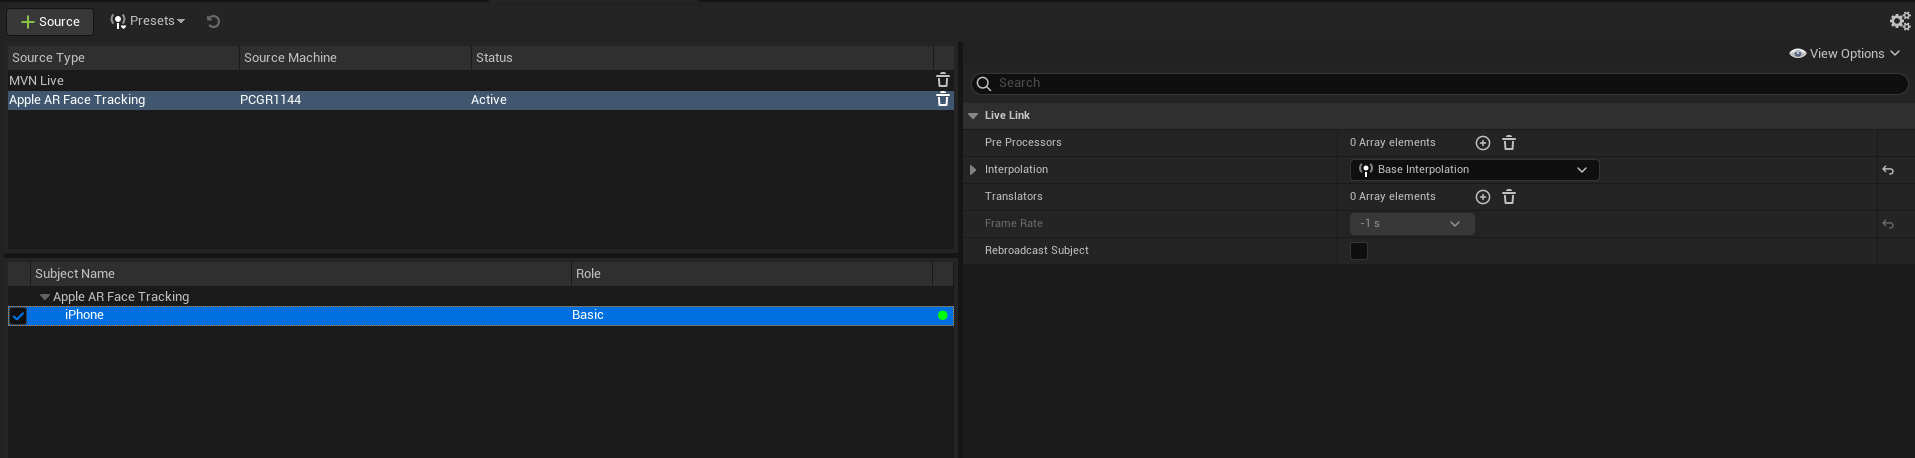 Source Presets
View Options
Source Type Source Machine Status
MVN Live
Apple AR Face Tracking PCGR1144 Active
Subject Name Role
Apple AR Face Tracking
iPhone Basic
Search
Live Link
Pre Processors 0 Array elements
Interpolation Base Interpolation
Translators 0 Array elements
Frame Rate -1 s
Rebroadcast Subject